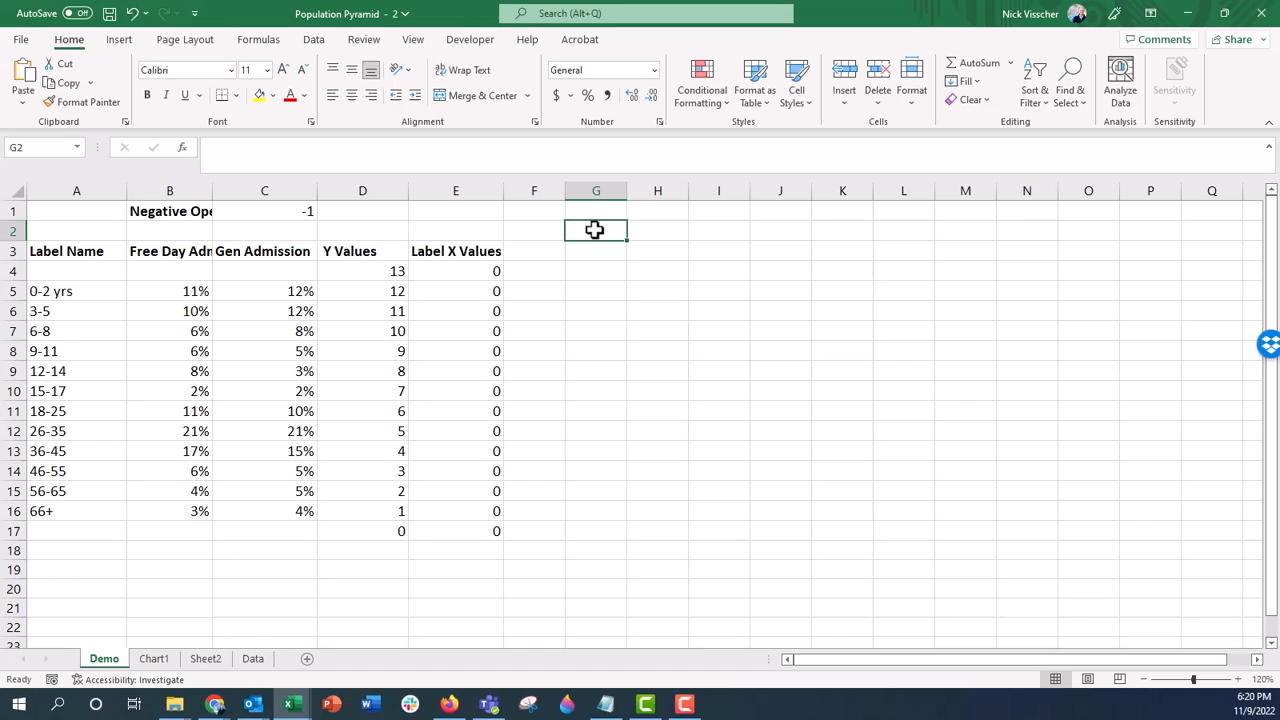 AutoSave Off Population Pyramid - 2 Search (Alt+Q) Nick Visscher
File Home Insert Page Layout Formulas Data Review View Developer Help Acrobat Comments Share
Paste Cut Copy Format Painter Clipboard
Calibri 11 B I U A Font
Wrap Text Merge & Center Alignment
General $ % , Number
Conditional Formatting Format as Table Cell Styles Styles
Insert Delete Format Cells
AutoSum Fill Clear Sort & Filter Find & Select Editing
Analyze Data Analysis
Sensitivity Sensitivity
G2 fx
A B C D E F G H I J K L M N O P Q
1 Negative Ope -1
2
3 Label Name Free Day Adm Gen Admission Y Values Label X Values
4 13 0
5 0-2 yrs 11% 12% 12 0
6 3-5 10% 12% 11 0
7 6-8 6% 8% 10 0
8 9-11 6% 5% 9 0
9 12-14 8% 3% 8 0
10 15-17 2% 2% 7 0
11 18-25 11% 10% 6 0
12 26-35 21% 21% 5 0
13 36-45 17% 15% 4 0
14 46-55 6% 5% 3 0
15 56-65 4% 5% 2 0
16 66+ 3% 4% 1 0
17 0 0
18
19
20
21
22
23
Demo Chart1 Sheet2 Data
Ready Accessibility: Investigate 120%
6:20 PM
11/9/2022